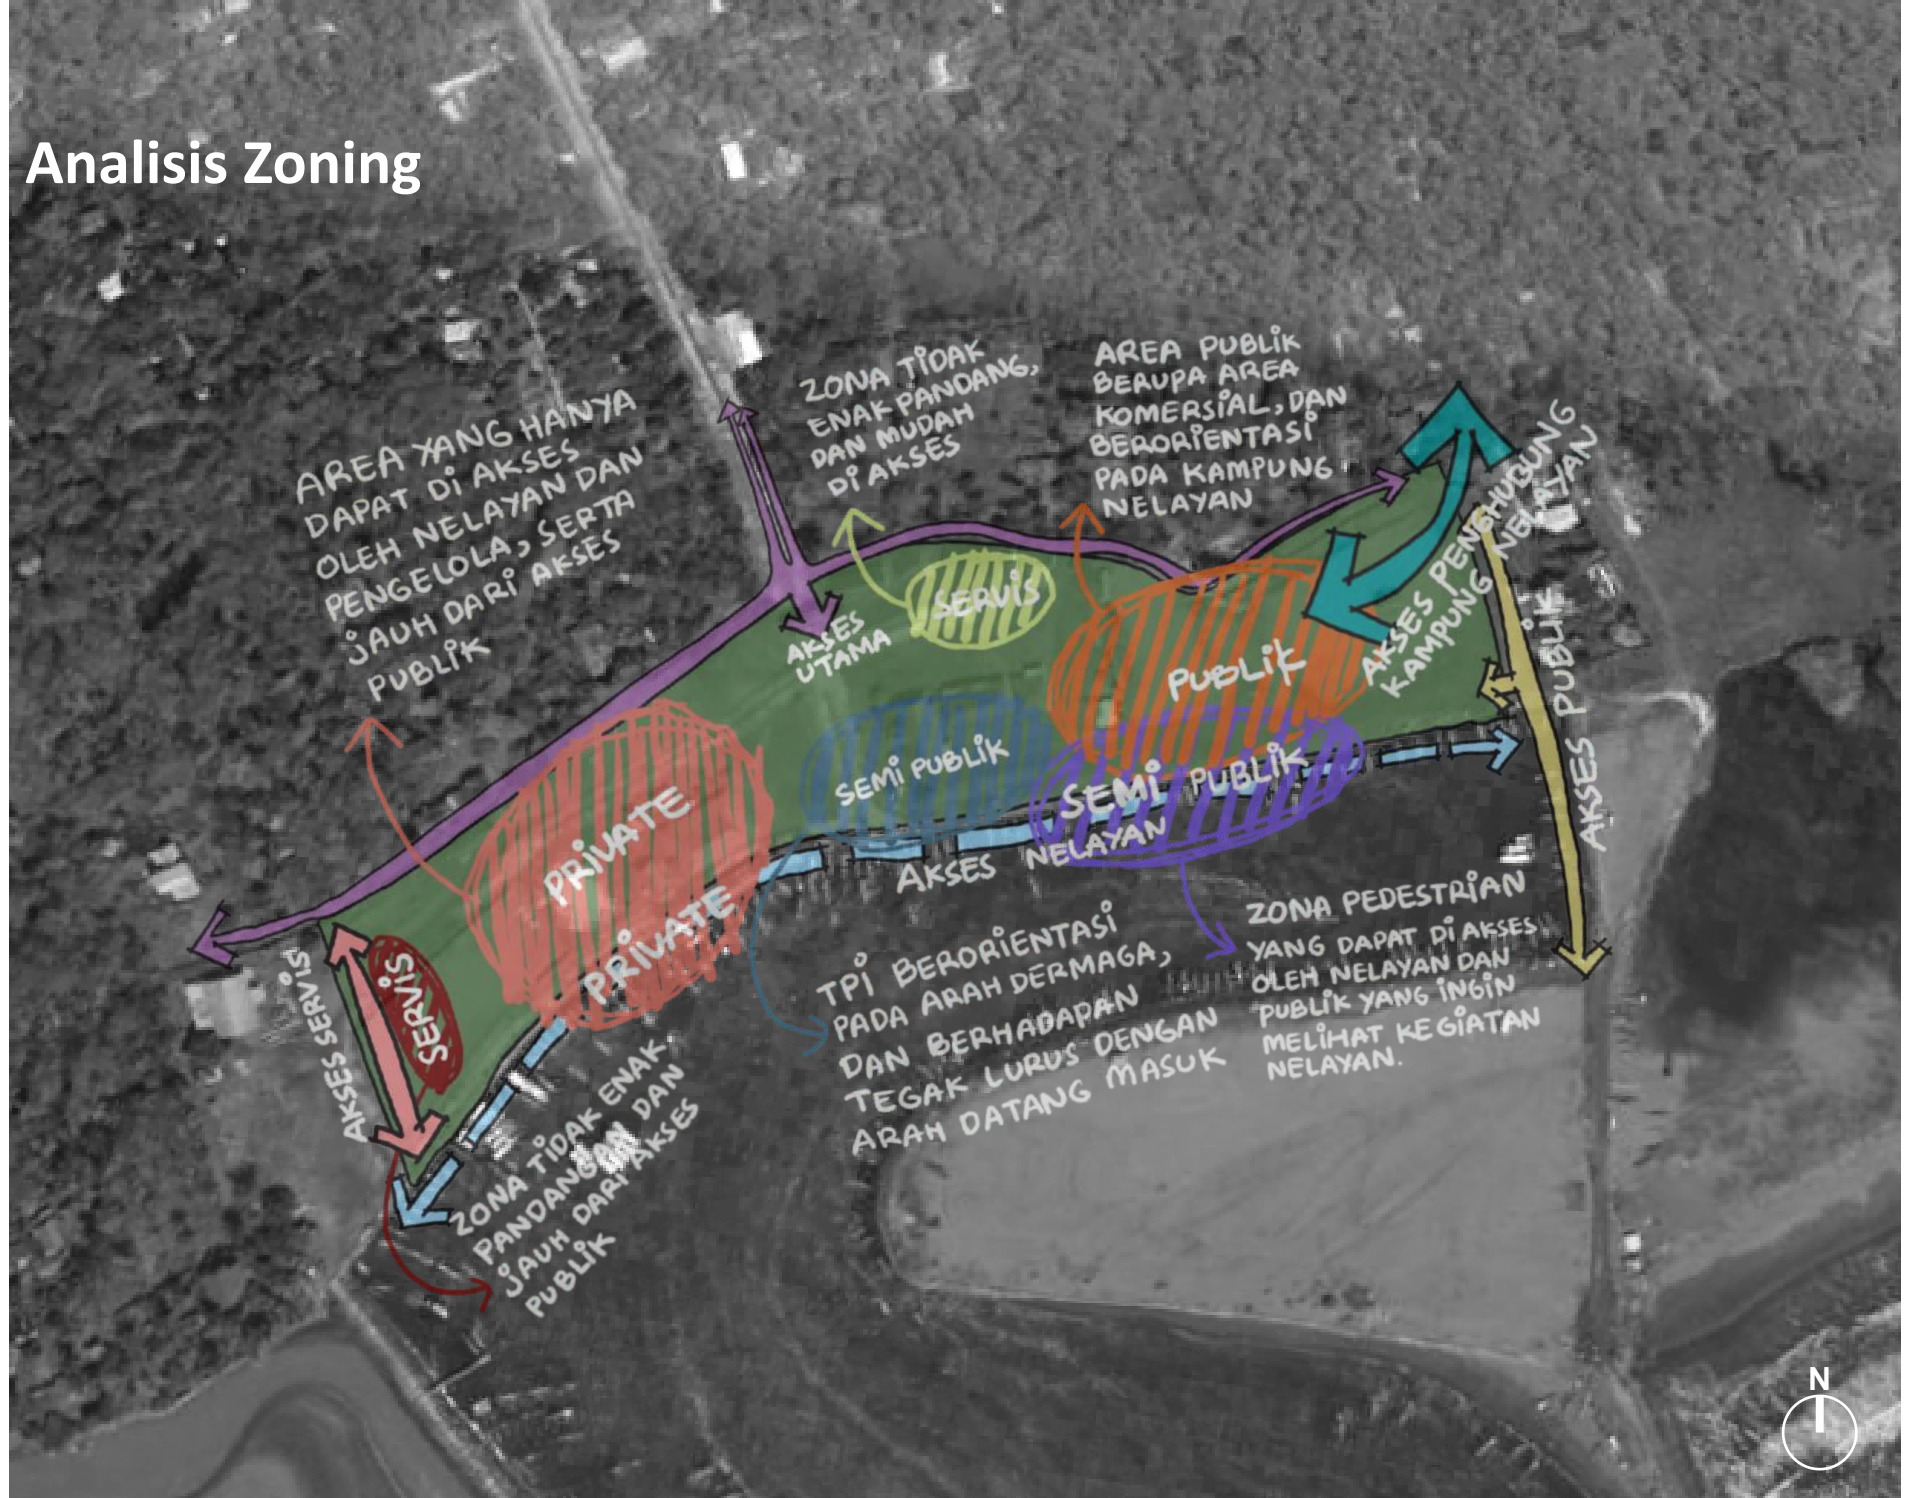 Analisis Zoning
AREA YANG HANYA
DAPAT DI AKSES
OLEH NELAYAN DAN
PENGELOLA, SERTA
JAUH DARI AKSES
PUBLIK
ZONA TIDAK
ENAK PANDANG,
DAN MUDAH
DI AKSES
AREA PUBLIK
BERUPA AREA
KOMERSIAL, DAN
BERORIENTASI
PADA KAMPUNG
NELAYAN
AKSES PENGHUBUNG
KAMPUNG NELAYAN
SERVIS
AKSES
UTAMA
PUBLIK
AKSES PUBLIK
AKSES PUBLIK
SEMI PUBLIK
SEMI PUBLIK
PRIVATE
PRIVATE
AKSES NELAYAN
SERVIS
AKSES SERVIS
ZONA TIDAK ENAK
PANDANGAN DAN
JAUH DARI AKSES
PUBLIK
TPI BERORIENTASI
PADA ARAH DERMAGA,
DAN BERHADAPAN
TEGAK LURUS DENGAN
ARAH DATANG MASUK
ZONA PEDESTRIAN
YANG DAPAT DI AKSES
OLEH NELAYAN DAN
PUBLIK YANG INGIN
MELIHAT KEGIATAN
NELAYAN.
N